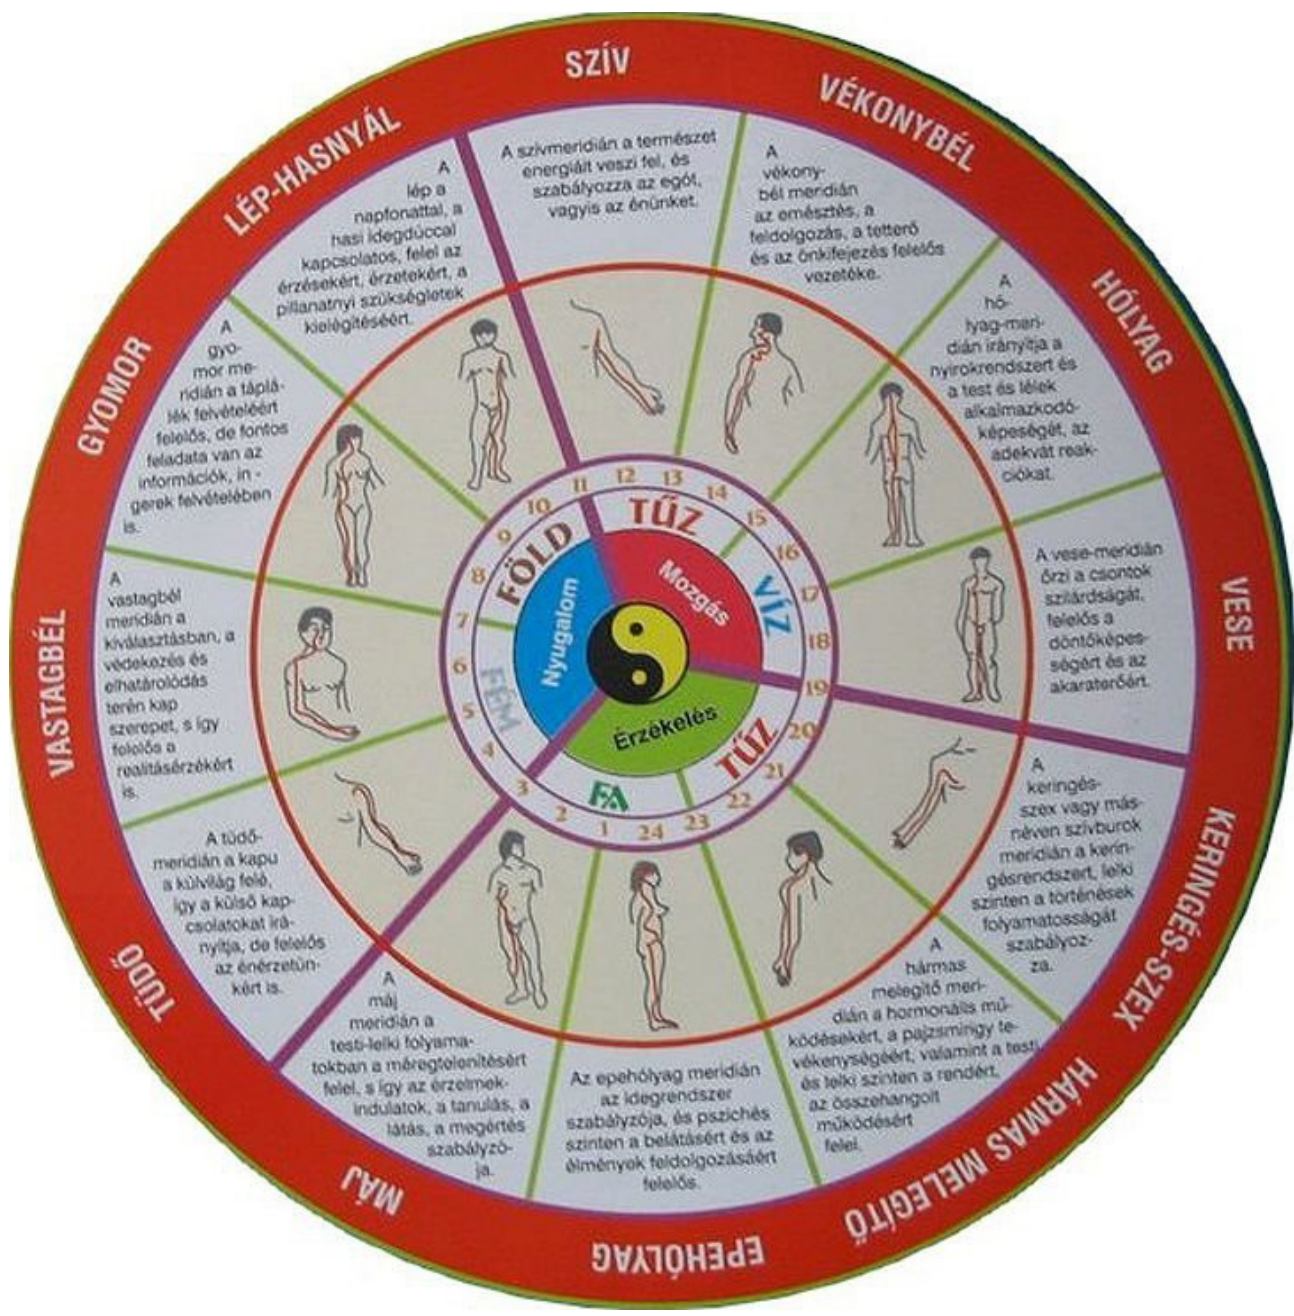 SZÍV
A szívmeridián a természet
energiáit veszi fel, és
szabályozza az egót,
vagyis az énünket.
VÉKONYBÉL
A
vékony-
bél meridián
az emésztés, a
feldolgozás, a tetterő
és az önkifejezés felelős
vezetéke.
HÓLYAG
A
hó-
lyag-meri-
dián irányítja a
nyirokrendszert és
a test és lélek
alkalmazkodó-
képeségét, az
adekvát reak-
ciókat.
VESE
A vese-meridián
őrzi a csontok
szilárdságát,
felelős a
döntőképes-
ségért és az
akaraterőért.
KERINGÉS-SZEX
A
keringés-
szex vagy más-
néven szívburok
meridián a kerin-
gésrendszert, lelki
szinten a történések
folyamatosságát
szabályoz-
za.
HÁRMAS MELEGÍTŐ
A
hármas
melegítő meri-
dián a hormonális mű-
ködésekért, a pajzsmirigy te-
vékenységéért, valamint a testi
és lelki szinten a rendért,
az összehangolt
működésért
felel.
EPEHÓLYAG
Az epehólyag meridián
az idegrendszer
szabályzója, és pszichés
szinten a belátásért és az
élmények feldolgozásáért
felelős.
MÁJ
A
máj
meridián a
testi-lelki folyama-
tokban a méregtelenítésért
felel, s így az érzelmek-
indulatok, a tanulás, a
látás, a megértés
szabályzó-
ja.
TÜDŐ
A tüdő-
meridián a kapu
a külvilág felé,
így a külső kap-
csolatokat irá-
nyítja, de felelős
az énérzetün-
kért is.
VASTAGBÉL
A
vastagbél
meridián a
kiválasztásban, a
védekezés és
elhatárolódás
terén kap
szerepet, s így
felelős a
realitásérzékért
is.
GYOMOR
A
gyo-
mor me-
ridián a táplá-
lék felvételéért
felelős, de fontos
feladata van az
információk, in -
gerek felvételében
is.
LÉP-HASNYÁL
A
lép a
napfonattal, a
hasi idegdúccal
kapcsolatos, felel az
érzésekért, érzetekért, a
pillanatnyi szükségletek
kielégítéséért.
11 12 13 14 15 16 17 18 19 20 21 22 23 24 1 2 3 4 5 6 7 8 9 10
TŰZ
VÍZ
TŰZ
FA
FÉM
FÖLD
Mozgás
Érzékelés
Nyugalom